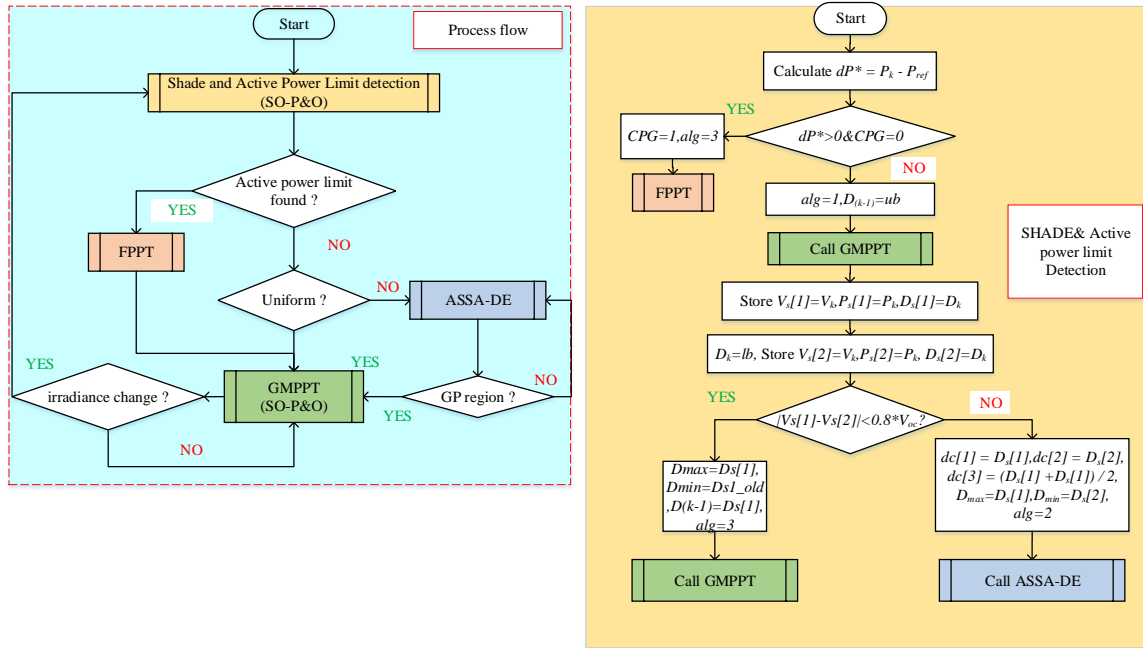 Start
Process flow
Shade and Active Power Limit detection
(SO-P&O)
Active power limit
found ?
YES
FPPT
NO
Uniform ?
NO
ASSA-DE
YES
YES
GMPPT
(SO-P&O)
irradiance change ?
GP region ?
NO
YES
NO
Start
Calculate dP* = Pk - Pref
YES
CPG=1,alg=3
dP*>0&CPG=0
NO
FPPT
alg=1,D(k-1)=ub
Call GMPPT
SHADE& Active
power limit
Detection
Store Vs[1]=Vk,Ps[1]=Pk,Ds[1]=Dk
Dk=lb, Store Vs[2]=Vk,Ps[2]=Pk, Ds[2]=Dk
YES
NO
|Vs[1]-Vs[2]|<0.8*Voc?
Dmax=Ds[1],
Dmin=Ds1_old
,D(k-1)=Ds[1],
alg=3
dc[1] = Ds[1],dc[2] = Ds[2],
dc[3] = (Ds[1] +Ds[1]) / 2,
Dmax=Ds[1],Dmin=Ds[2],
alg=2
Call GMPPT
Call ASSA-DE